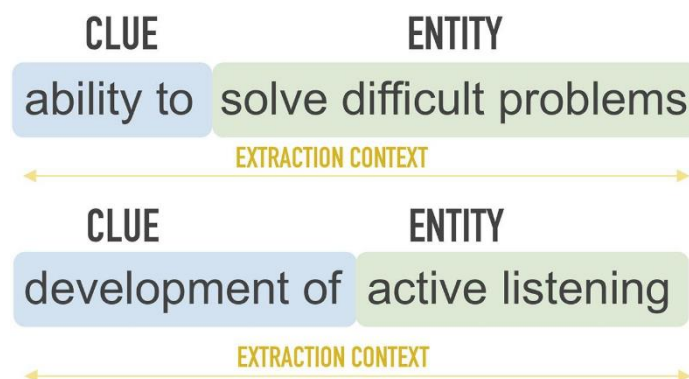 CLUE ENTITY
ability to solve difficult problems
EXTRACTION CONTEXT
CLUE ENTITY
development of active listening
EXTRACTION CONTEXT